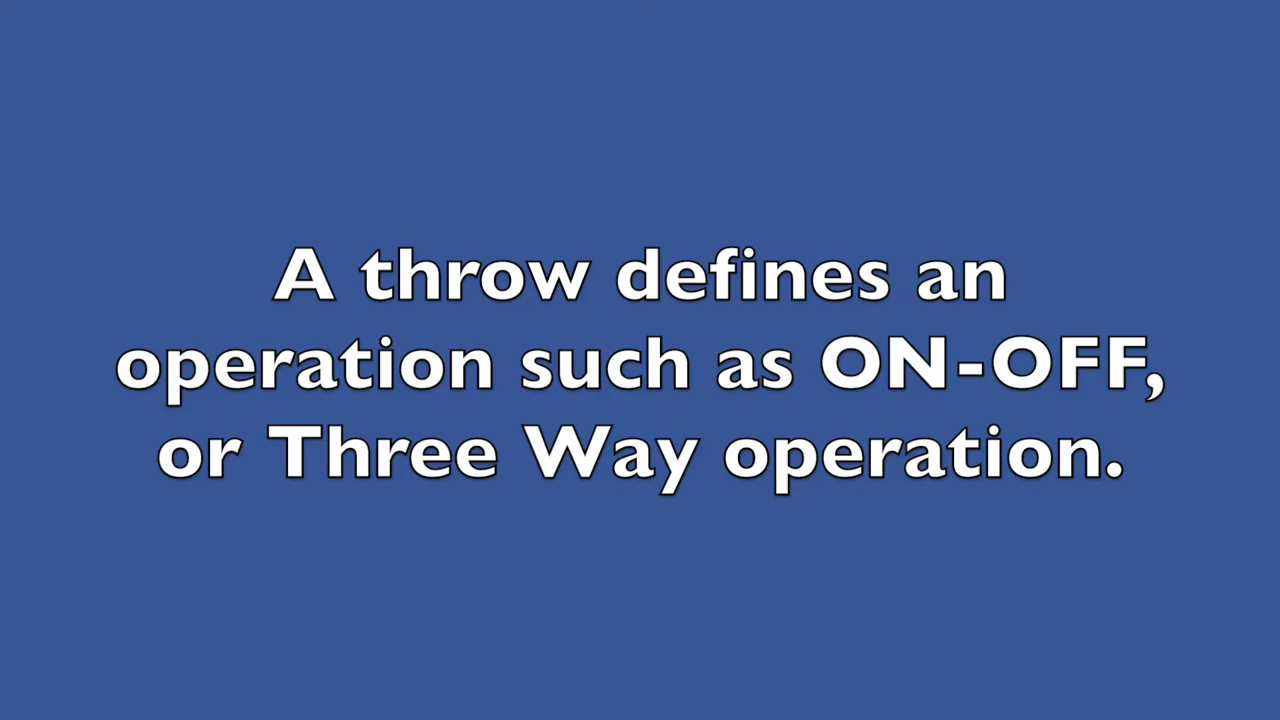 A throw defines an
operation such as ON-OFF,
or Three Way operation.